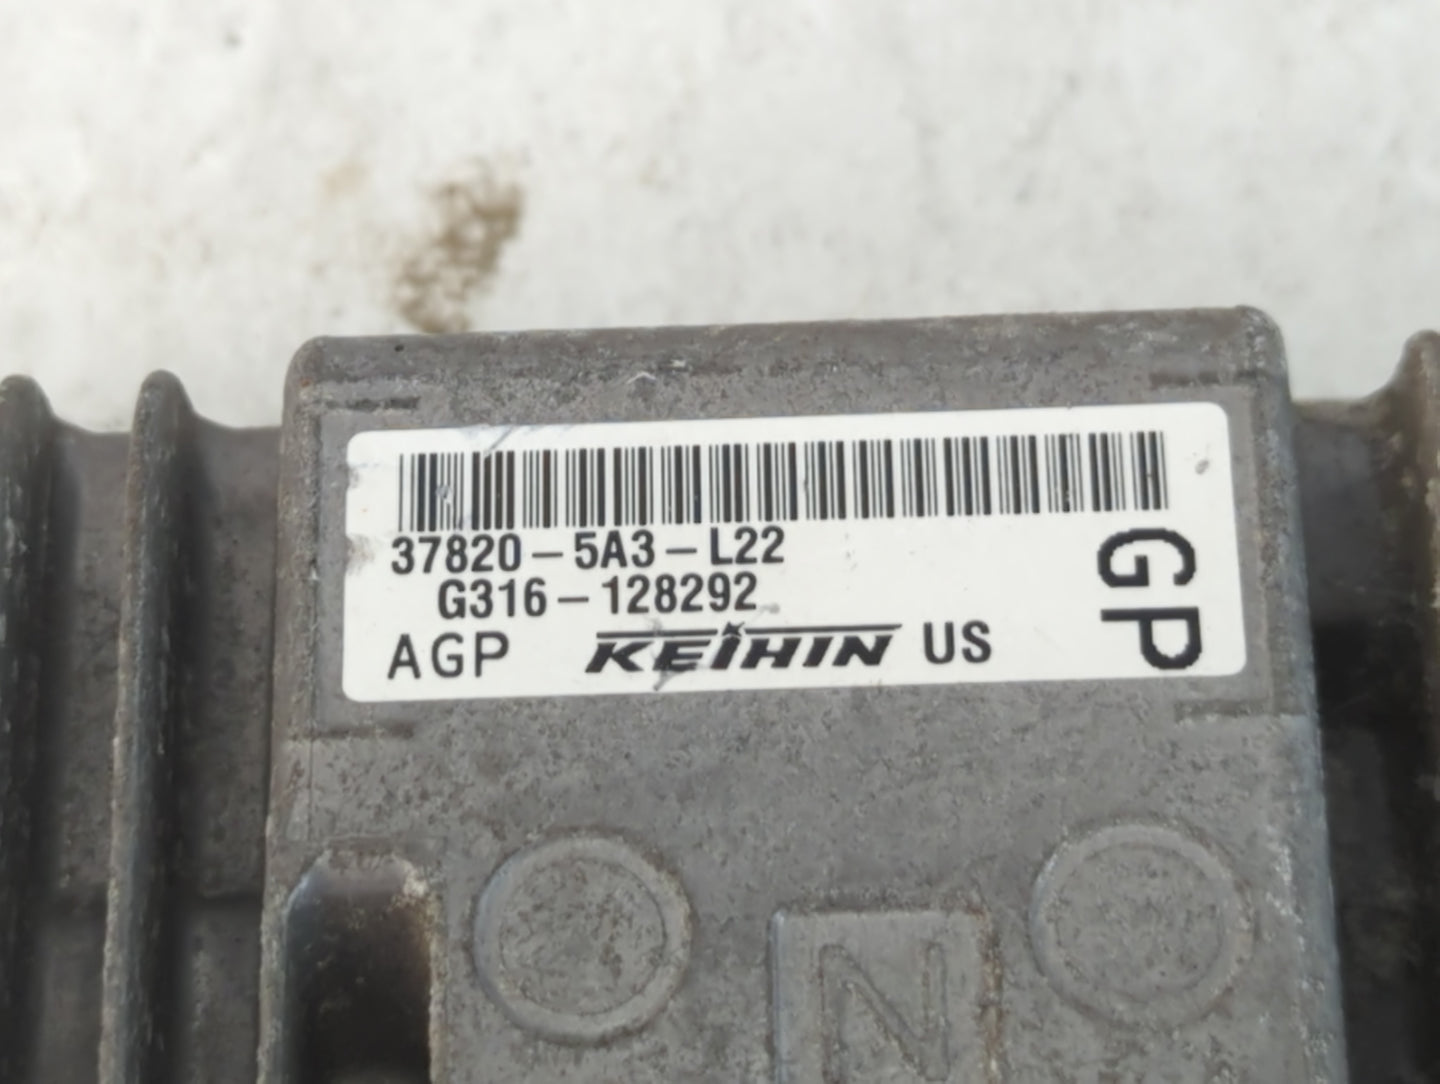 37820-5A3-L22
G316-128292
AGP KEIHIN US
GP
N